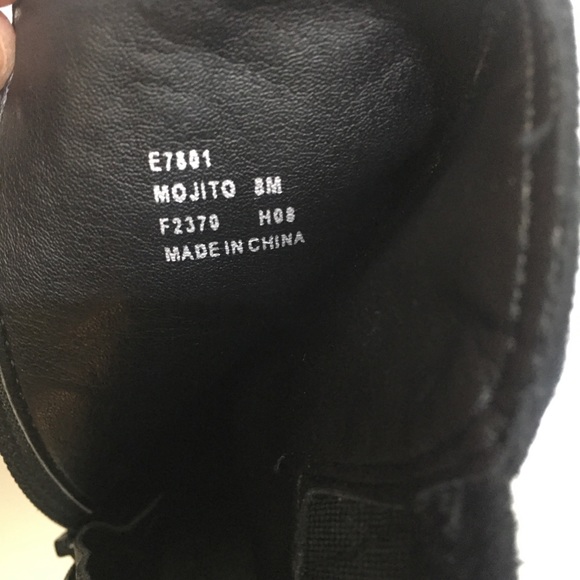 E7801
MOJITO 8M
F2370 H08
MADE IN CHINA